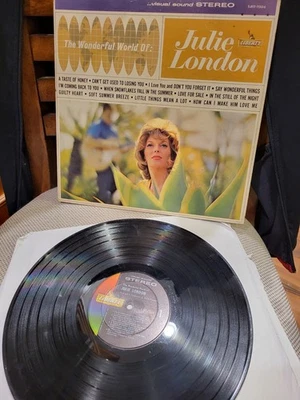 visual sound STEREO
The Wonderful World Of:
Julie
London
LIBERTY
A TASTE OF HONEY • CAN'T GET USED TO LOSING YOU • I Love You and DON'T YOU FORGET IT • SAY WONDERFUL THINGS
I'M COMING BACK TO YOU • WHEN SNOWFLAKES FALL IN THE SUMMER • LOVE FOR SALE • IN THE STILL OF THE NIGHT
GUILTY HEART • SOFT SUMMER BREEZE • LITTLE THINGS MEAN A LOT • HOW CAN I MAKE HIM LOVE ME
STEREO
JULIE LONDON